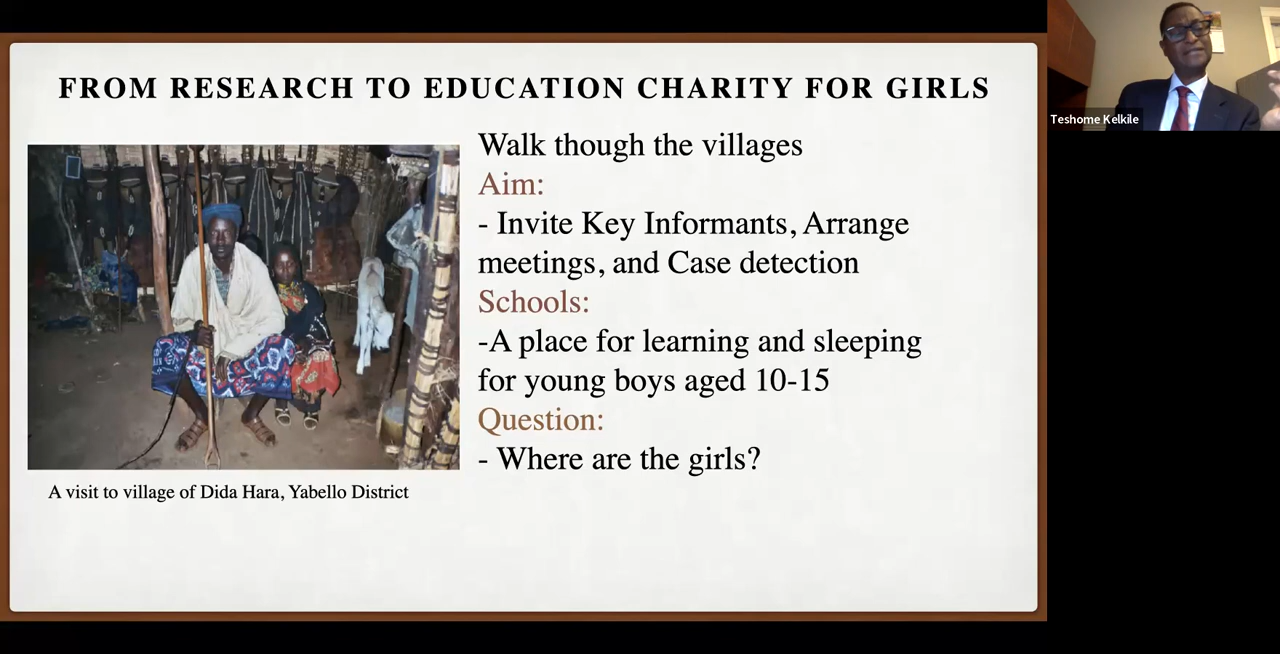 FROM RESEARCH TO EDUCATION CHARITY FOR GIRLS
Walk though the villages
Aim:
- Invite Key Informants, Arrange
meetings, and Case detection
Schools:
-A place for learning and sleeping
for young boys aged 10-15
Question:
- Where are the girls?
A visit to village of Dida Hara, Yabello District
Teshome Kelkile